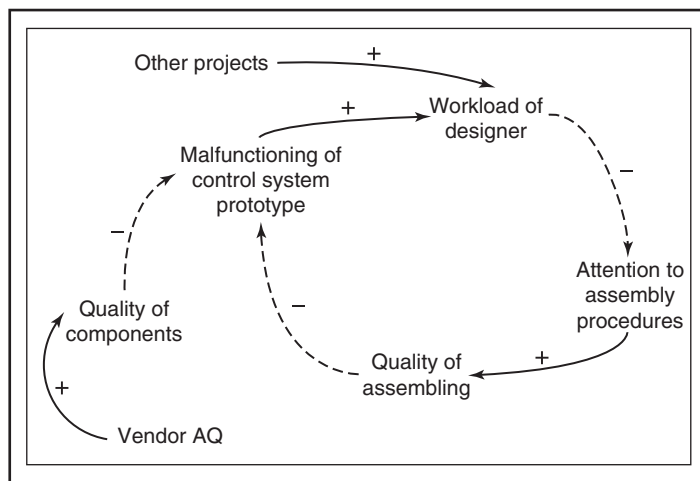 Other projects
+
Workload of
designer
+
Malfunctioning of
control system
prototype
–
–
Attention to
assembly
procedures
–
Quality of
components
+
Quality of
assembling
+
Vendor AQ